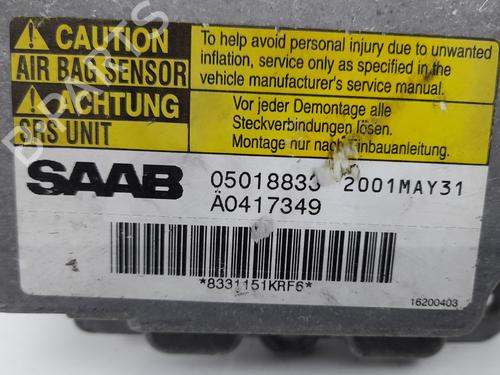 CAUTION
AIR BAG SENSOR
ACHTUNG
SRS UNIT
To help avoid personal injury due to unwanted
inflation, service only as specified in the
vehicle manufacturer's service manual.
Vor jeder Demontage alle
Steckverbindungen lösen.
Montage nur nach Einbauanleitung.
SAAB
05018833 2001MAY31
Ä0417349
*8331151KRF6*
16200403